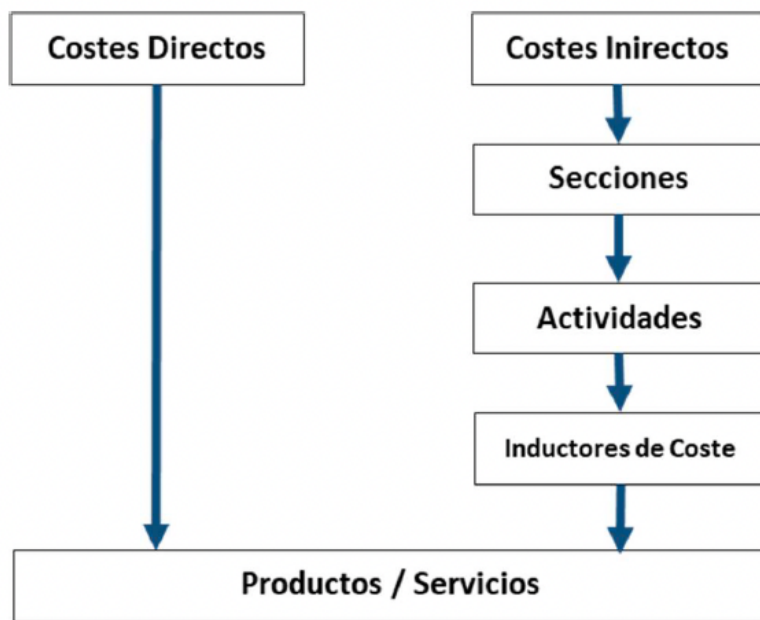 Costes Directos
Costes Inirectos
Secciones
Actividades
Inductores de Coste
Productos / Servicios